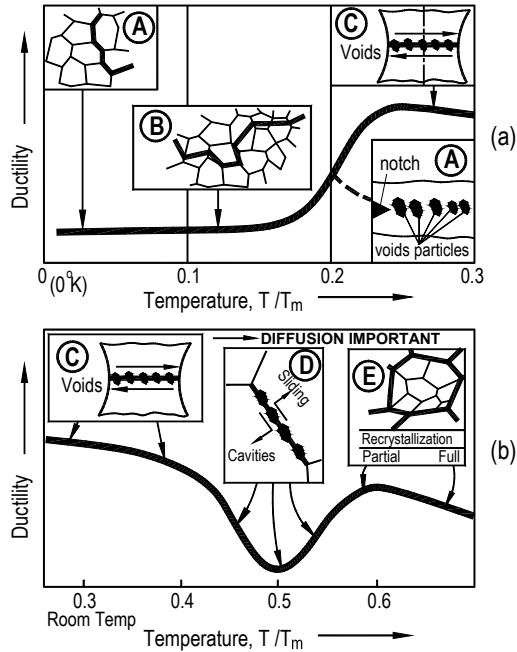 A
C
Voids
B
A
notch
voids particles
(a)
Ductility
0 0.1 0.2 0.3
(0°K)
Temperature, T/Tm
DIFFUSION IMPORTANT
C
Voids
D
Sliding
Cavities
E
Recrystallization
Partial Full
(b)
Ductility
0.3 0.4 0.5 0.6
Room Temp
Temperature, T/Tm